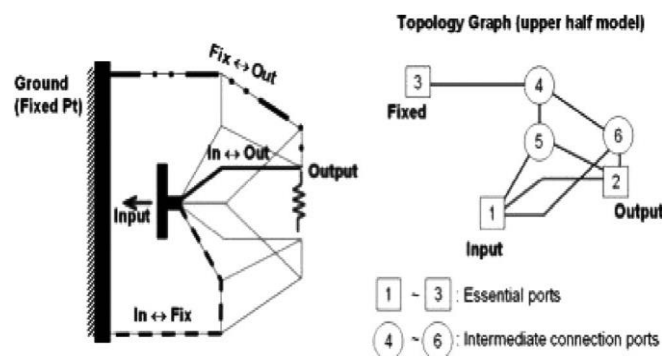 Topology Graph (upper half model)
Ground
(Fixed Pt)
Fix ↔ Out
In ↔ Out
Output
Input
In ↔ Fix
3
Fixed
4
5
6
2
1
Output
Input
1 ~ 3 : Essential ports
4 ~ 6 : Intermediate connection ports